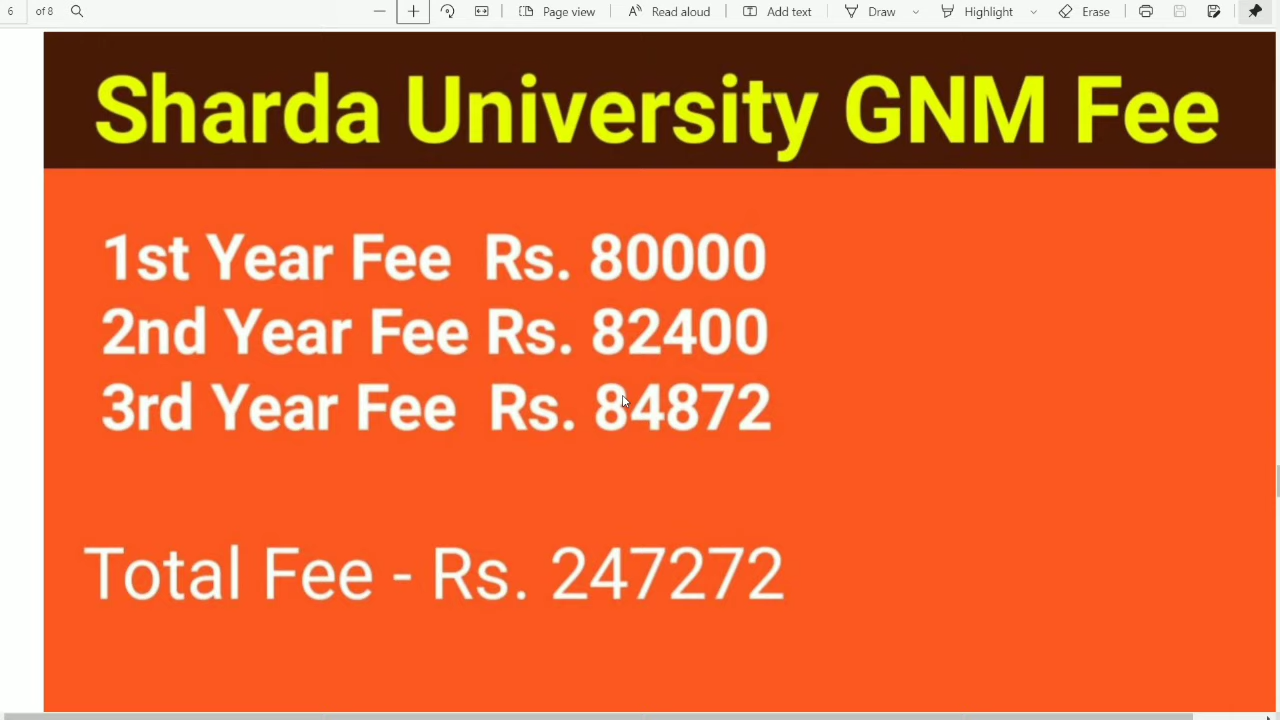 6 of 8 Page view Read aloud Add text Draw Highlight Erase
Sharda University GNM Fee
1st Year Fee Rs. 80000
2nd Year Fee Rs. 82400
3rd Year Fee Rs. 84872
Total Fee - Rs. 247272